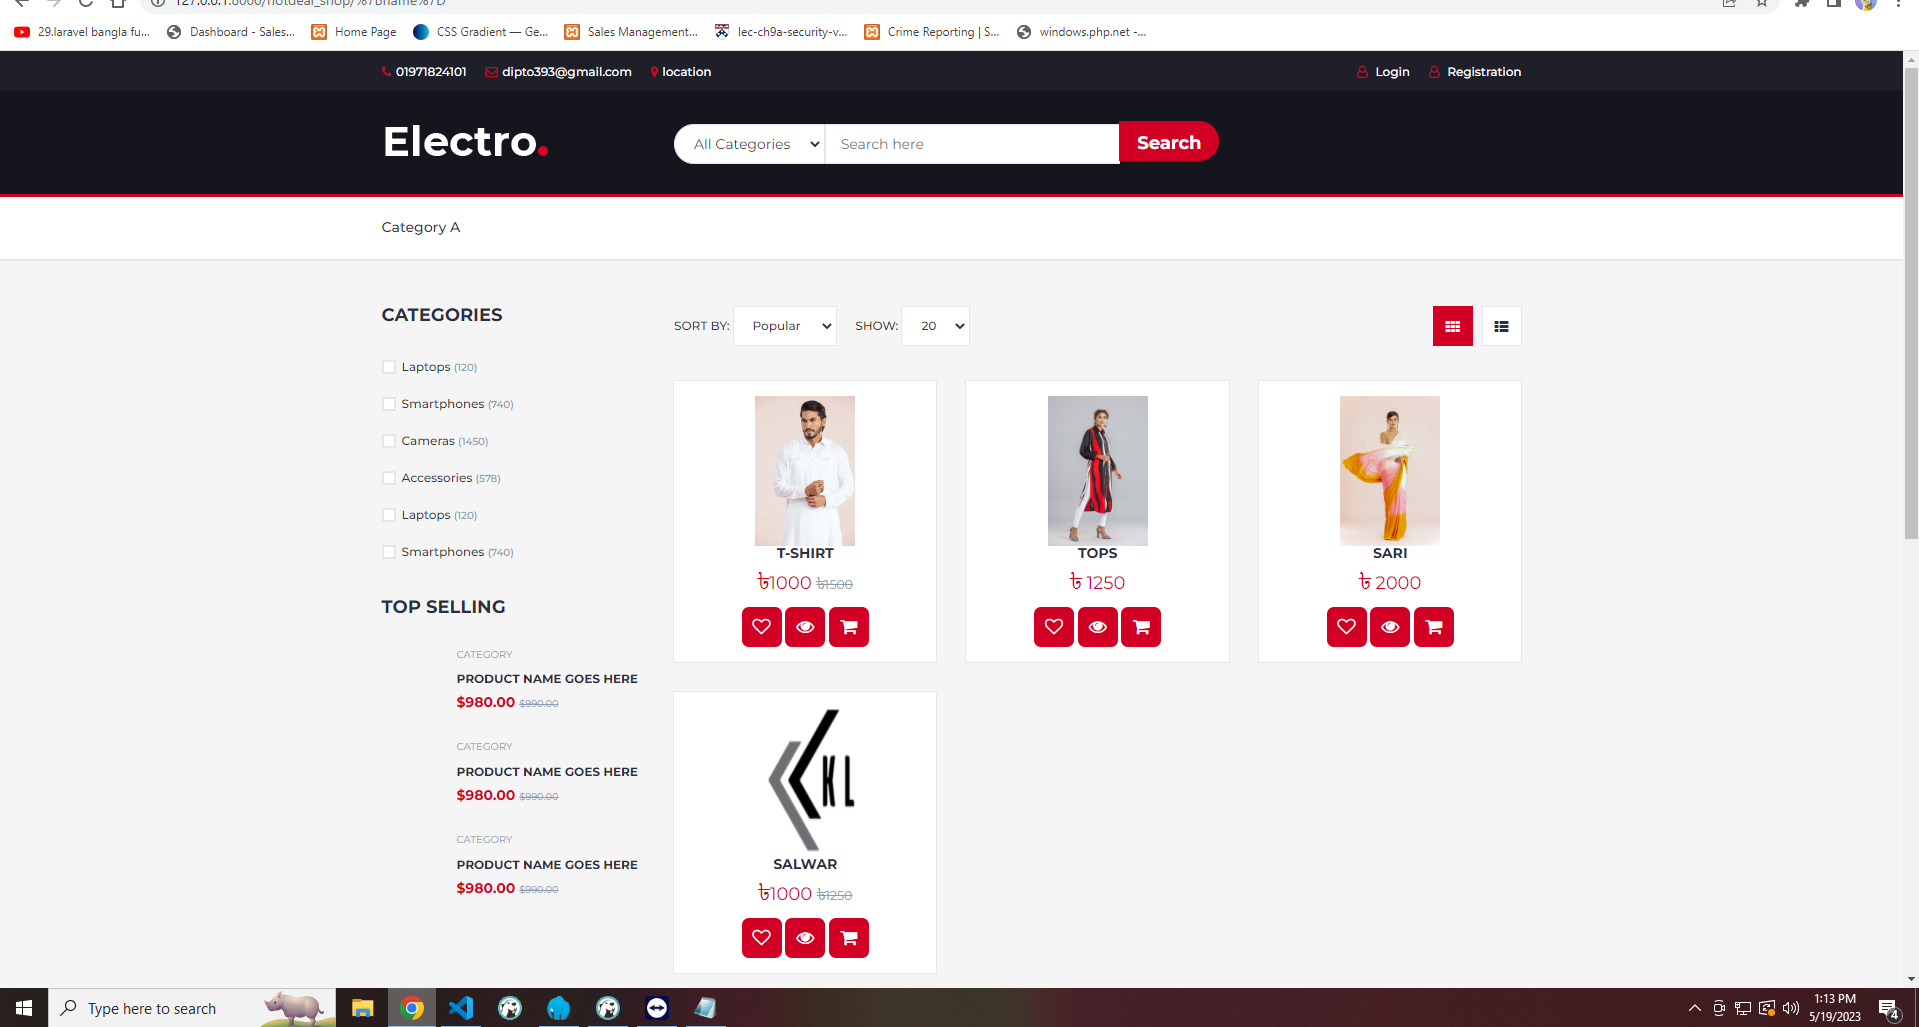 127.0.0.1:8000/hotdeal_shop/%7Bname%7D
29.laravel bangla fu... Dashboard - Sales... Home Page CSS Gradient — Ge... Sales Management... lec-ch9a-security-v... Crime Reporting | S... windows.php.net -...
01971824101 dipto393@gmail.com location Login Registration
Electro. All Categories Search here Search
Category A
CATEGORIES
Laptops (120)
Smartphones (740)
Cameras (1450)
Accessories (578)
Laptops (120)
Smartphones (740)
TOP SELLING
CATEGORY
PRODUCT NAME GOES HERE
$980.00 $990.00
CATEGORY
PRODUCT NAME GOES HERE
$980.00 $990.00
CATEGORY
PRODUCT NAME GOES HERE
$980.00 $990.00
SORT BY: Popular SHOW: 20
T-SHIRT
৳1000 ৳1500
TOPS
৳ 1250
SARI
৳ 2000
KL
SALWAR
৳1000 ৳1250
Type here to search
1:13 PM
5/19/2023
4